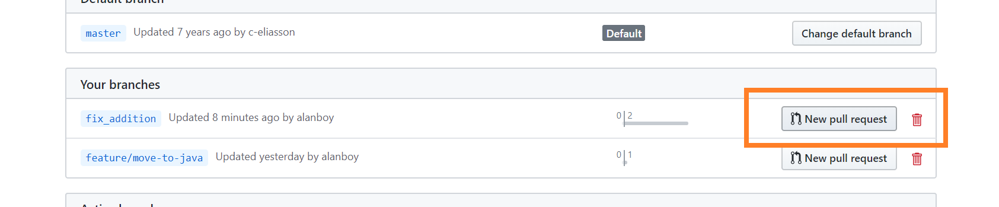 Default branch
master Updated 7 years ago by c-eliasson Default Change default branch
Your branches
fix_addition Updated 8 minutes ago by alanboy 0 2 New pull request
feature/move-to-java Updated yesterday by alanboy 0 1 New pull request